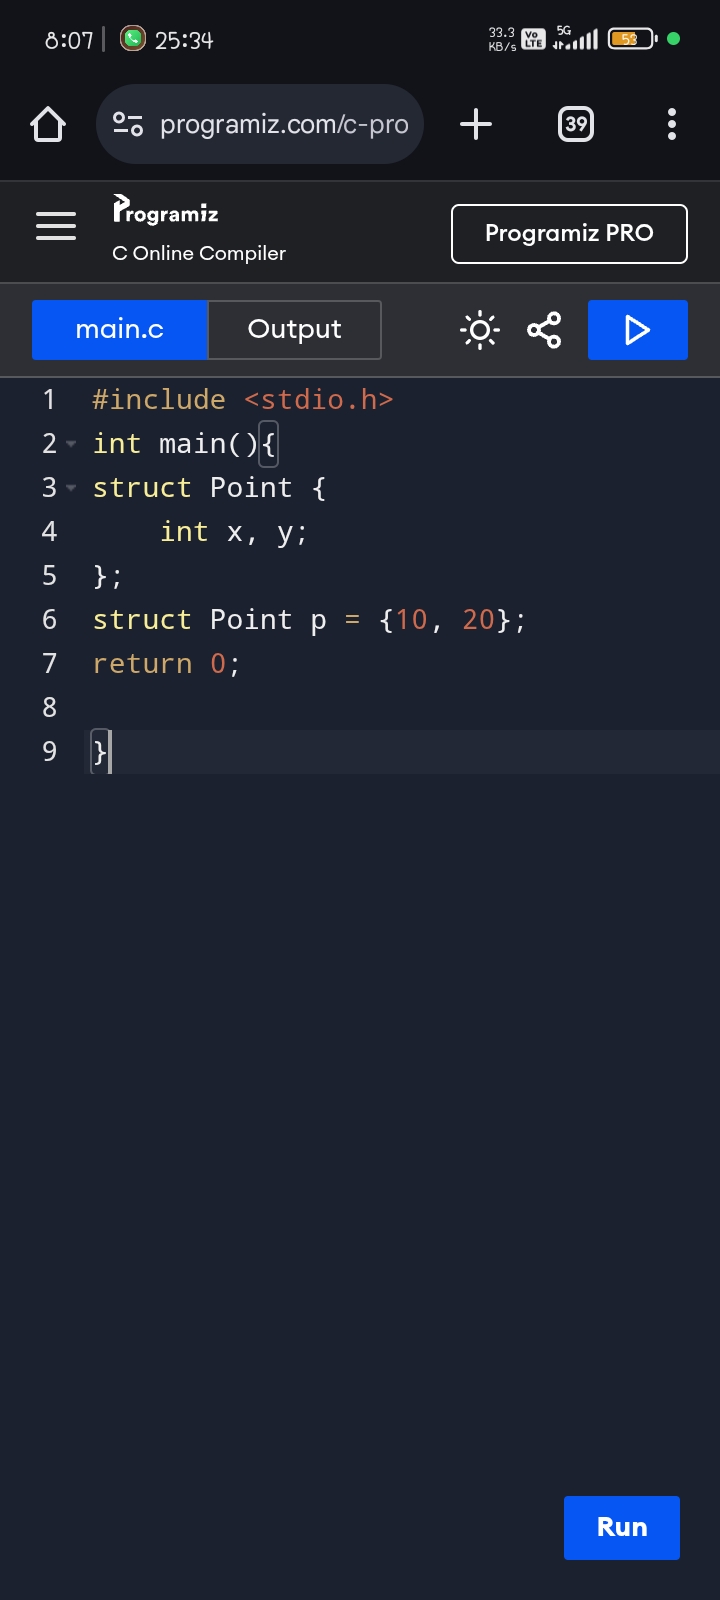 8:07 | 25:34 33.3 KB/s Vo LTE 5G 53
programiz.com/c-pro 39
Programiz
C Online Compiler
Programiz PRO
main.c Output
1 #include <stdio.h>
2 int main(){
3 struct Point {
4     int x, y;
5 };
6 struct Point p = {10, 20};
7 return 0;
8
9 }
Run